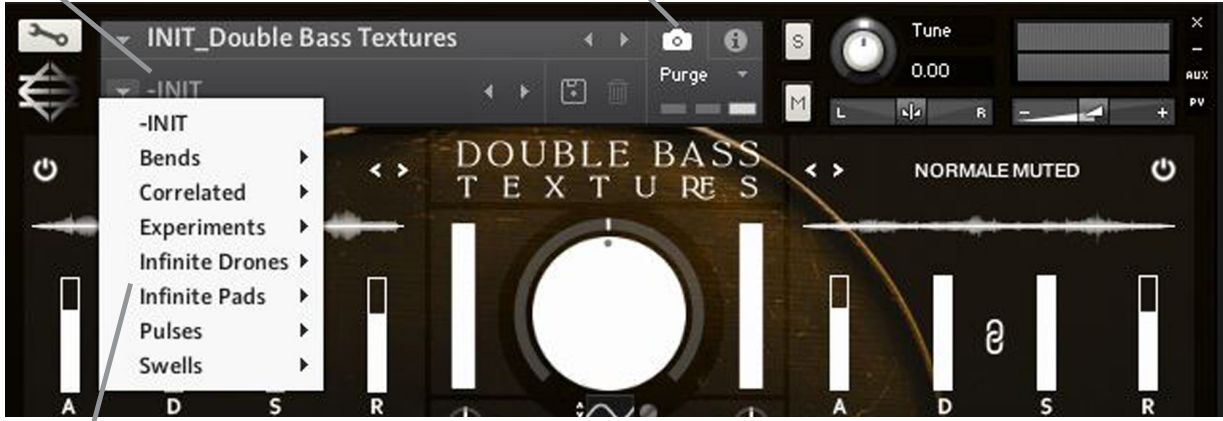 INIT_Double Bass Textures
S
Tune
×
-INIT
Purge
0.00
−
AUX
PV
M
L
R
−
+
-INIT
Bends
Correlated
Experiments
Infinite Drones
Infinite Pads
Pulses
Swells
DOUBLE BASS
TEXTURES
NORMALE MUTED
A
D
S
R
A
D
S
R